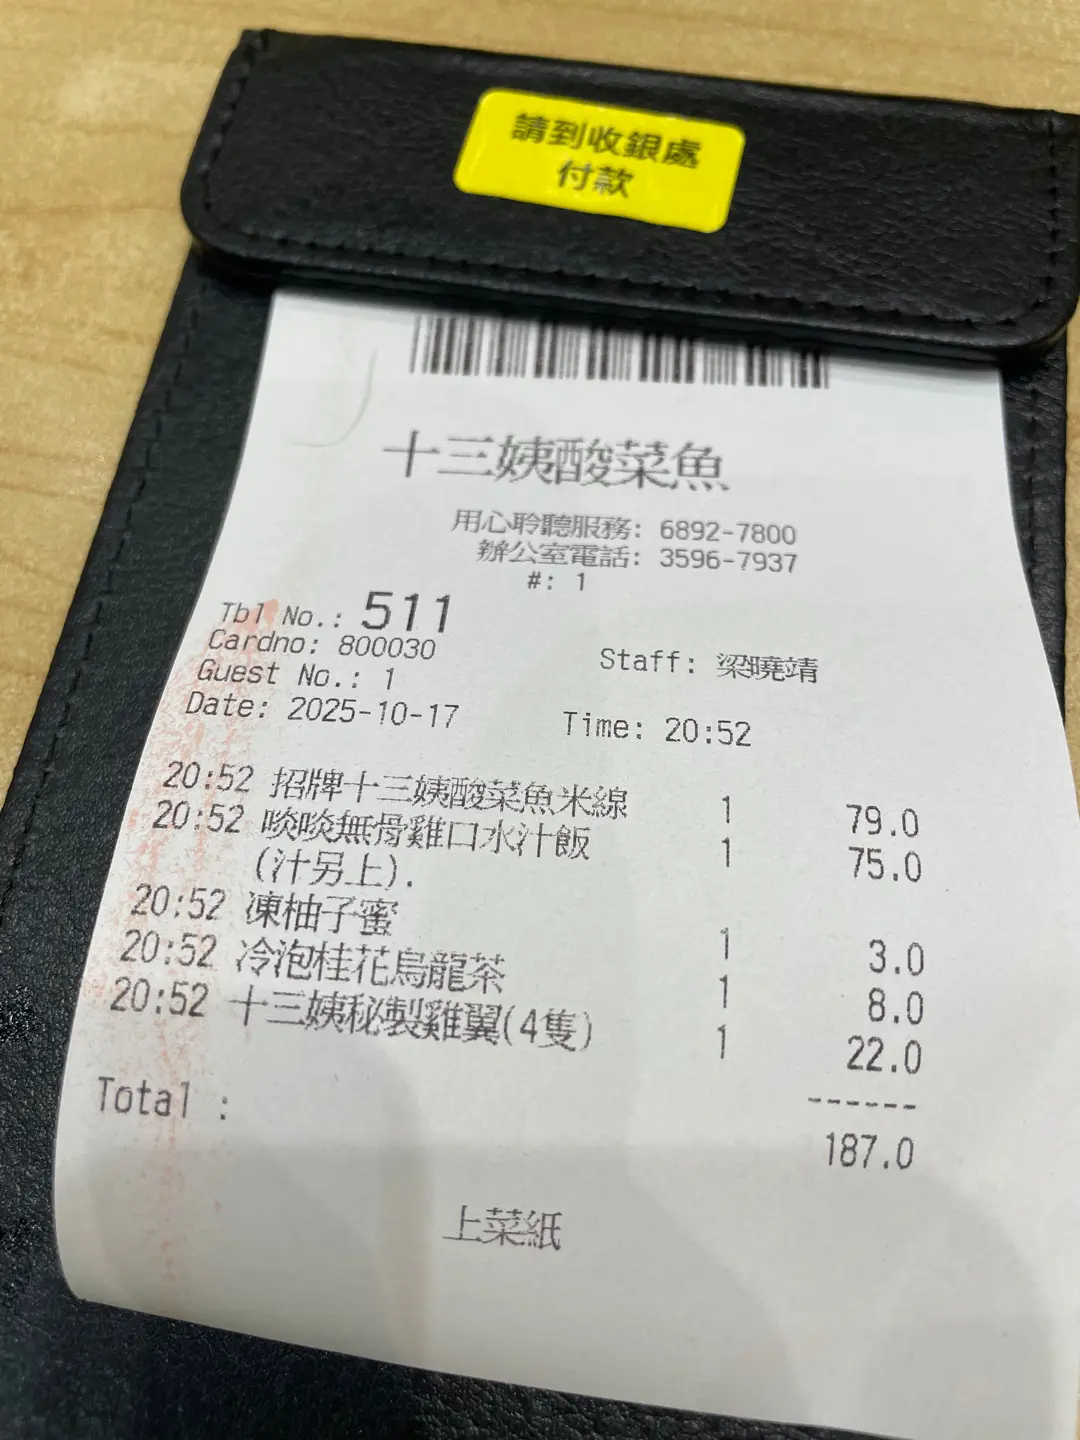 請到收銀處
付款
十三姨酸菜魚
用心聆聽服務: 6892-7800
辦公室電話: 3596-7937
#: 1
Tbl No.: 511
Cardno: 800030
Staff: 梁曉靖
Guest No.: 1
Date: 2025-10-17 Time: 20:52
20:52 招牌十三姨酸菜魚米線 1 79.0
20:52 啖啖無骨雞口水汁飯 1 75.0
(汁另上).
20:52 凍柚子蜜 1 3.0
20:52 冷泡桂花烏龍茶 1 8.0
20:52 十三姨秘製雞翼(4隻) 1 22.0
------
Total : 187.0
上菜紙